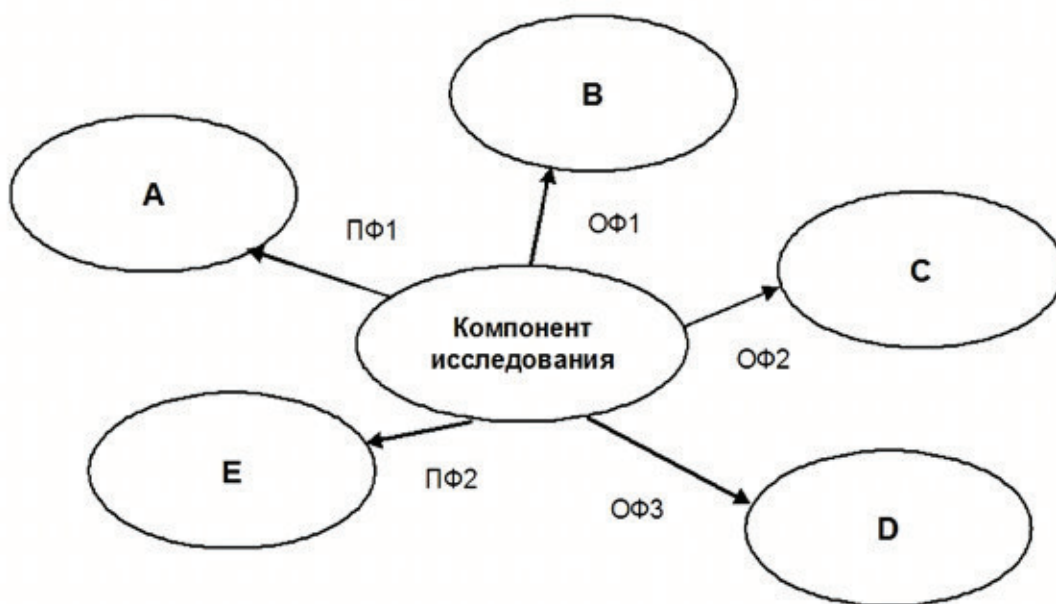 B
A
ПФ1
ОФ1
C
Компонент
исследования
ОФ2
E
ПФ2
ОФ3
D